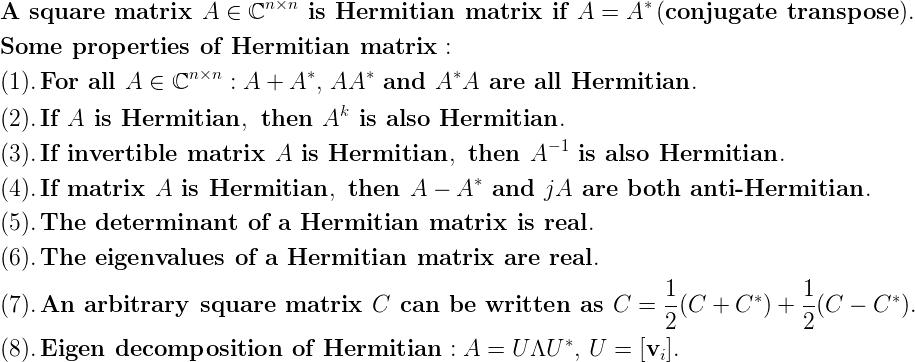 A square matrix A ∈ ℂⁿˣⁿ is Hermitian matrix if A = A* (conjugate transpose).
Some properties of Hermitian matrix :
(1). For all A ∈ ℂⁿˣⁿ : A + A*, AA* and A*A are all Hermitian.
(2). If A is Hermitian, then Aᵏ is also Hermitian.
(3). If invertible matrix A is Hermitian, then A⁻¹ is also Hermitian.
(4). If matrix A is Hermitian, then A − A* and jA are both anti-Hermitian.
(5). The determinant of a Hermitian matrix is real.
(6). The eigenvalues of a Hermitian matrix are real.
(7). An arbitrary square matrix C can be written as C = 1/2(C + C*) + 1/2(C − C*).
(8). Eigen decomposition of Hermitian : A = UΛU*, U = [vᵢ].